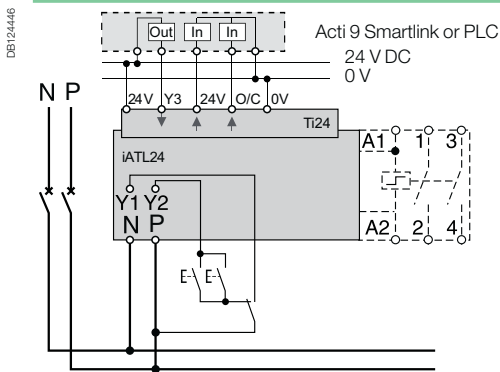 DB124446
Out In In
Acti 9 Smartlink or PLC
24 V DC
0 V
N P
24V Y3 24V O/C 0V
Ti24
iATL24
A1 1 3
Y1 Y2
N P
A2 2 4
E E